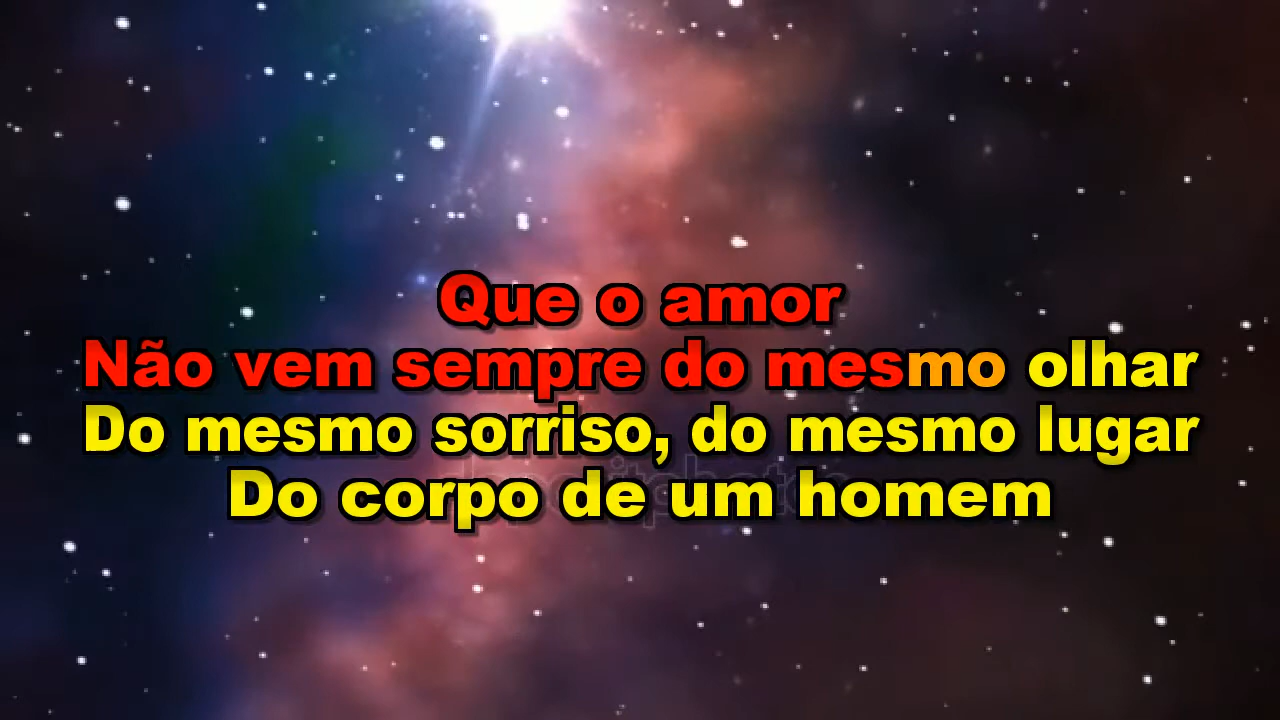 Que o amor
Não vem sempre do mesmo olhar
Do mesmo sorriso, do mesmo lugar
Do corpo de um homem
depositphotos